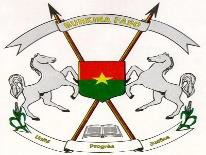 BURKINA FASO
Unité Progrès Justice